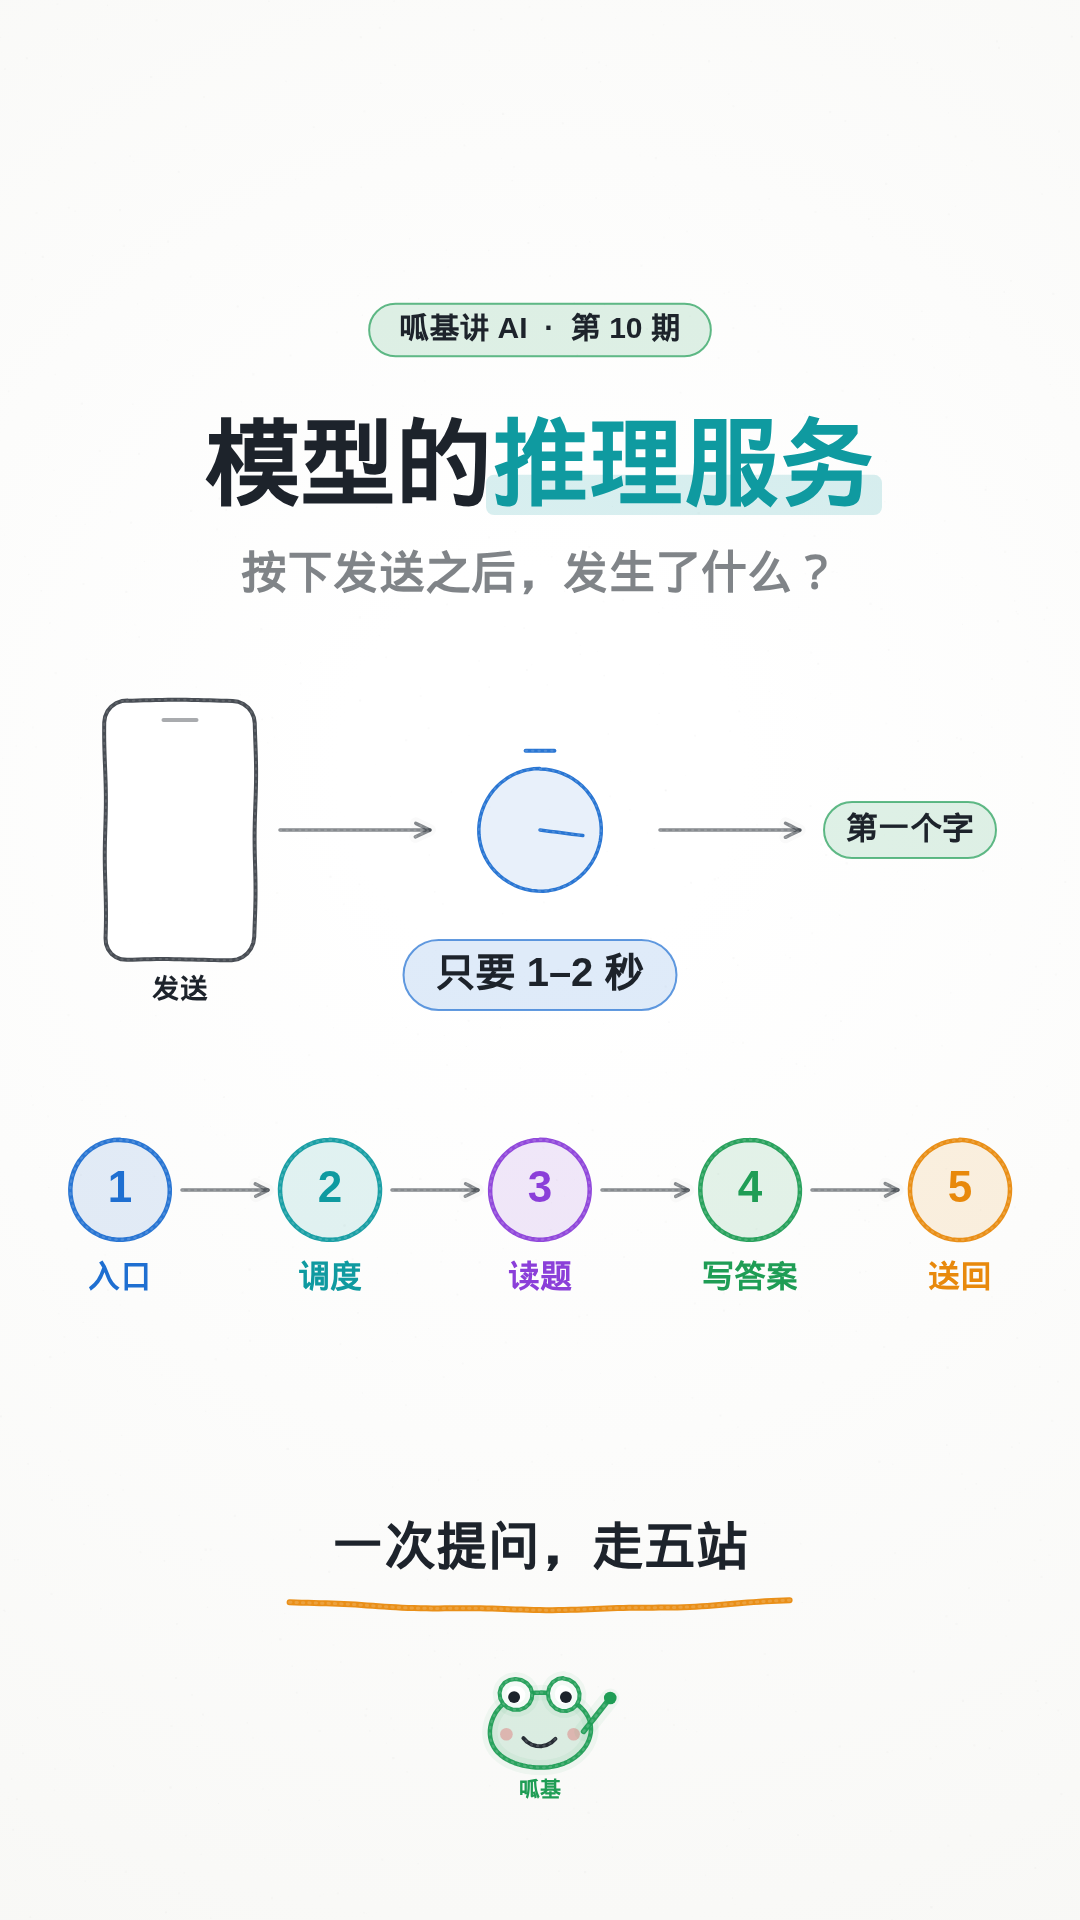 呱基讲 AI · 第 10 期
模型的推理服务
按下发送之后，发生了什么？
第一个字
发送
只要 1–2 秒
1
2
3
4
5
入口
调度
读题
写答案
送回
一次提问，走五站
呱基